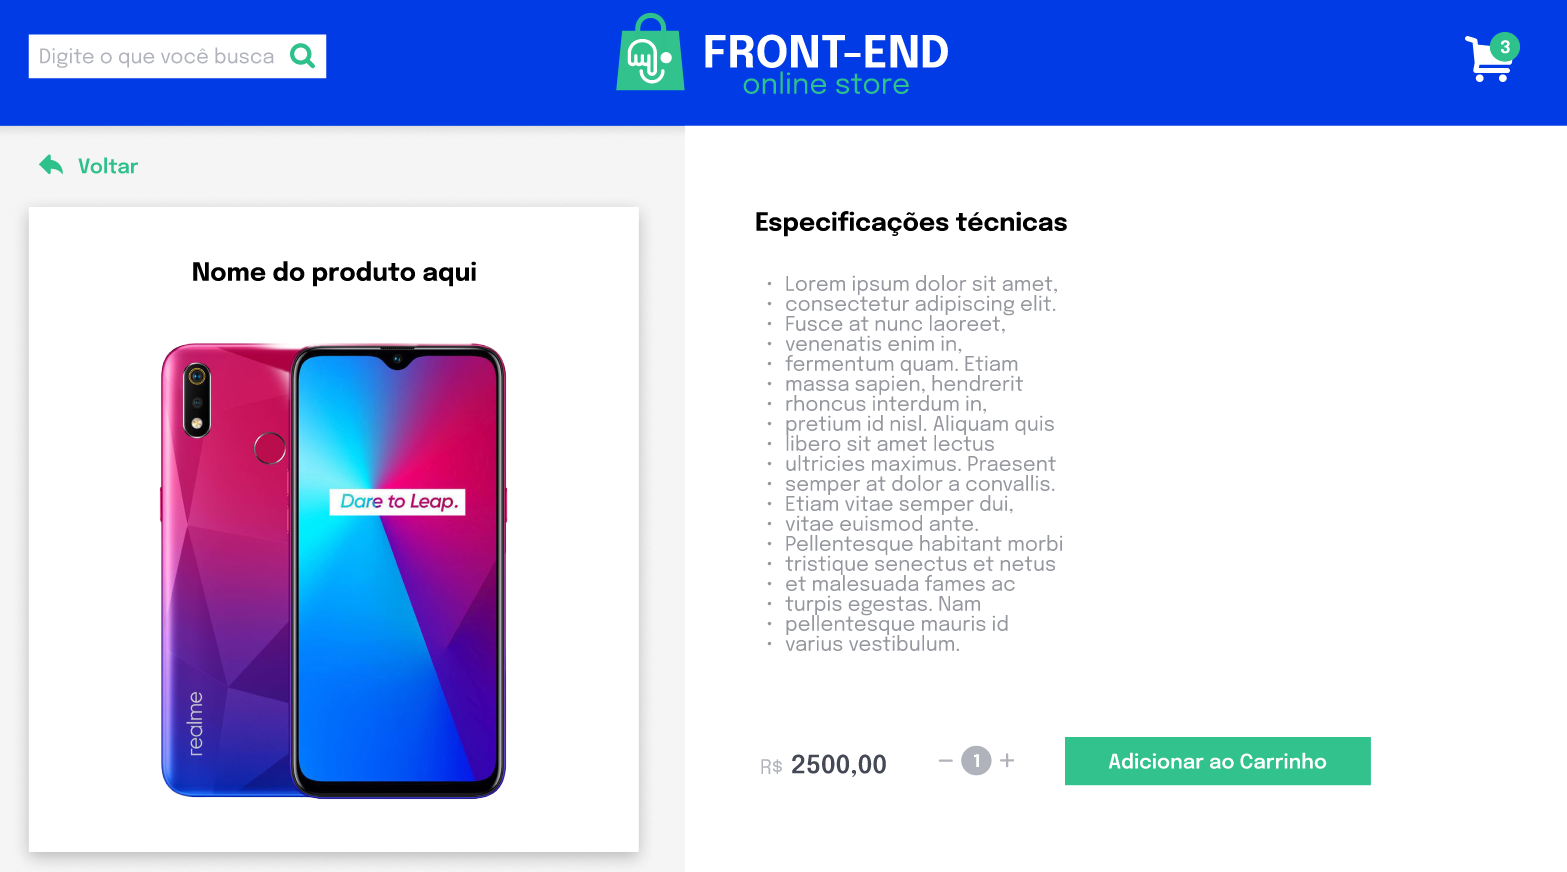 Digite o que você busca
FRONT-END
online store
3
Voltar
Nome do produto aqui
Dare to Leap.
realme
Especificações técnicas
• Lorem ipsum dolor sit amet,
• consectetur adipiscing elit.
• Fusce at nunc laoreet,
• venenatis enim in,
• fermentum quam. Etiam
• massa sapien, hendrerit
• rhoncus interdum in,
• pretium id nisl. Aliquam quis
• libero sit amet lectus
• ultricies maximus. Praesent
• semper at dolor a convallis.
• Etiam vitae semper dui,
• vitae euismod ante.
• Pellentesque habitant morbi
• tristique senectus et netus
• et malesuada fames ac
• turpis egestas. Nam
• pellentesque mauris id
• varius vestibulum.
R$ 2500,00
− 1 +
Adicionar ao Carrinho